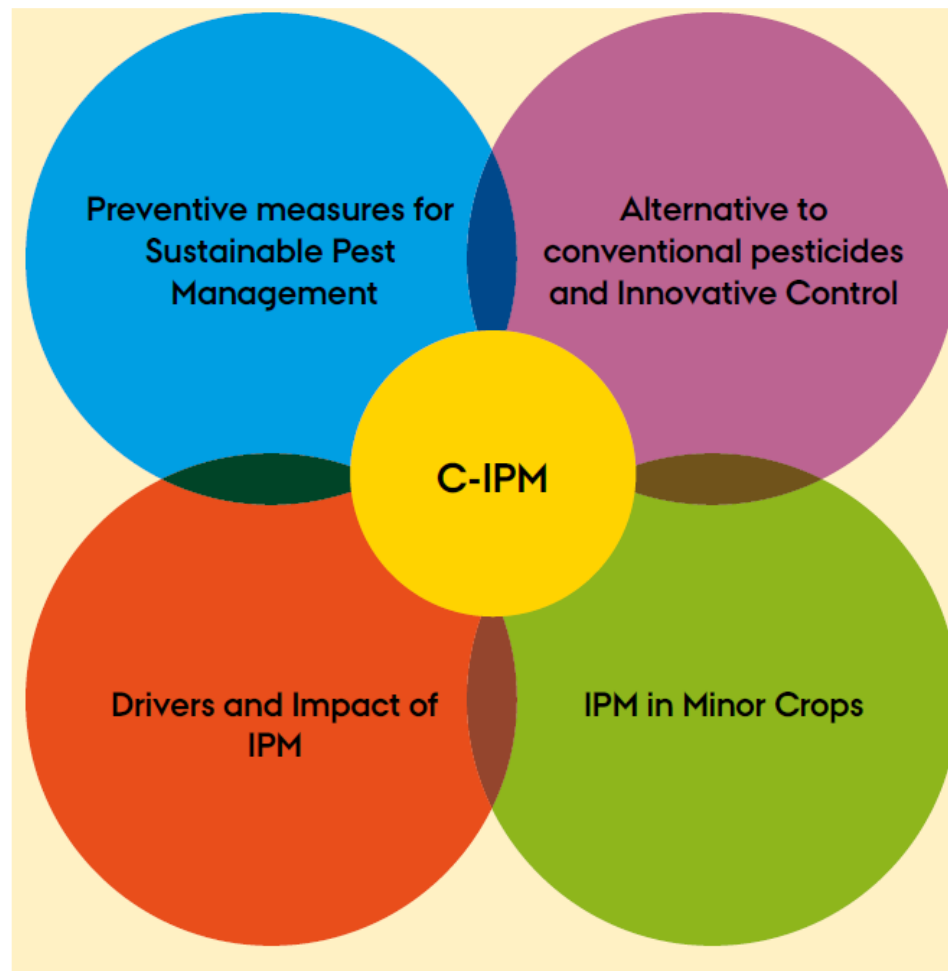 Preventive measures for
Sustainable Pest
Management
Alternative to
conventional pesticides
and Innovative Control
C-IPM
Drivers and Impact of
IPM
IPM in Minor Crops